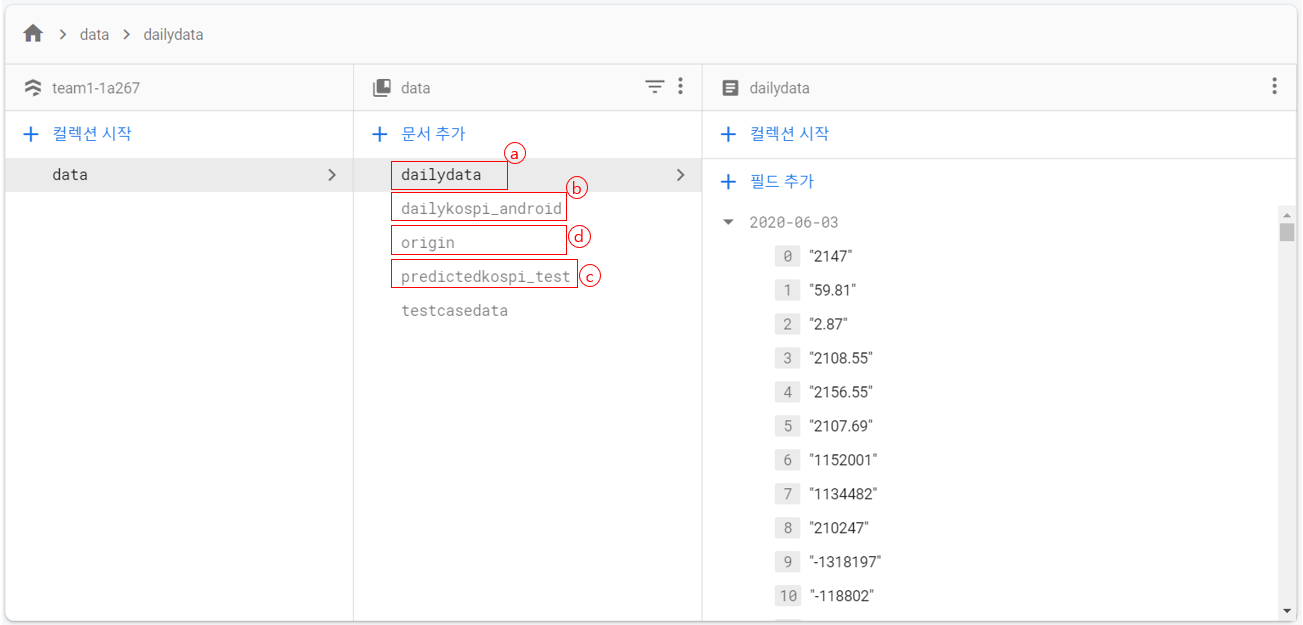 data dailydata
team1-1a267
data
dailydata
컬렉션 시작
문서 추가
컬렉션 시작
data
dailydata
ⓐ
dailykospi_android
ⓑ
origin
ⓓ
predictedkospi_test
ⓒ
testcasedata
필드 추가
2020-06-03
0 "2147"
1 "59.81"
2 "2.87"
3 "2108.55"
4 "2156.55"
5 "2107.69"
6 "1152001"
7 "1134482"
8 "210247"
9 "-1318197"
10 "-118802"